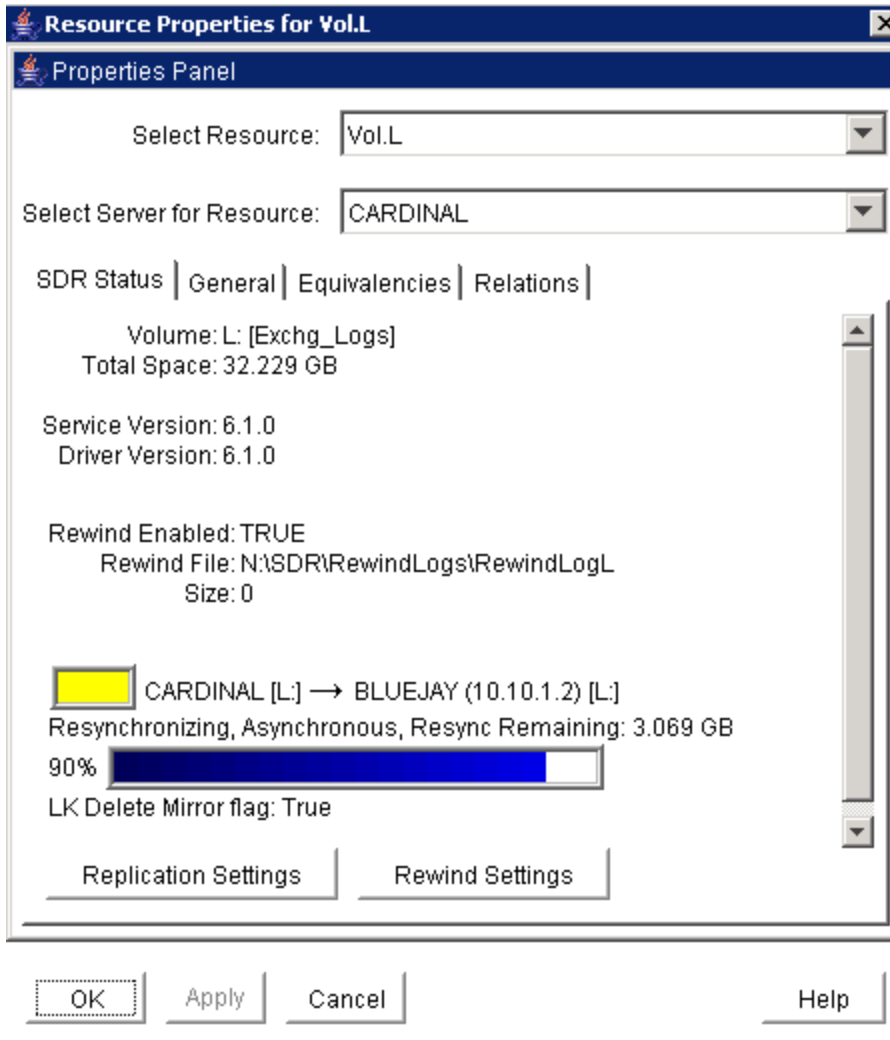 Resource Properties for Vol.L
Properties Panel
Select Resource: Vol.L
Select Server for Resource: CARDINAL
SDR Status General Equivalencies Relations
Volume: L: [Exchg_Logs]
Total Space: 32.229 GB
Service Version: 6.1.0
Driver Version: 6.1.0
Rewind Enabled: TRUE
Rewind File: N:\SDR\RewindLogs\RewindLogL
Size: 0
CARDINAL [L:] → BLUEJAY (10.10.1.2) [L:]
Resynchronizing, Asynchronous, Resync Remaining: 3.069 GB
90%
LK Delete Mirror flag: True
Replication Settings Rewind Settings
OK Apply Cancel Help